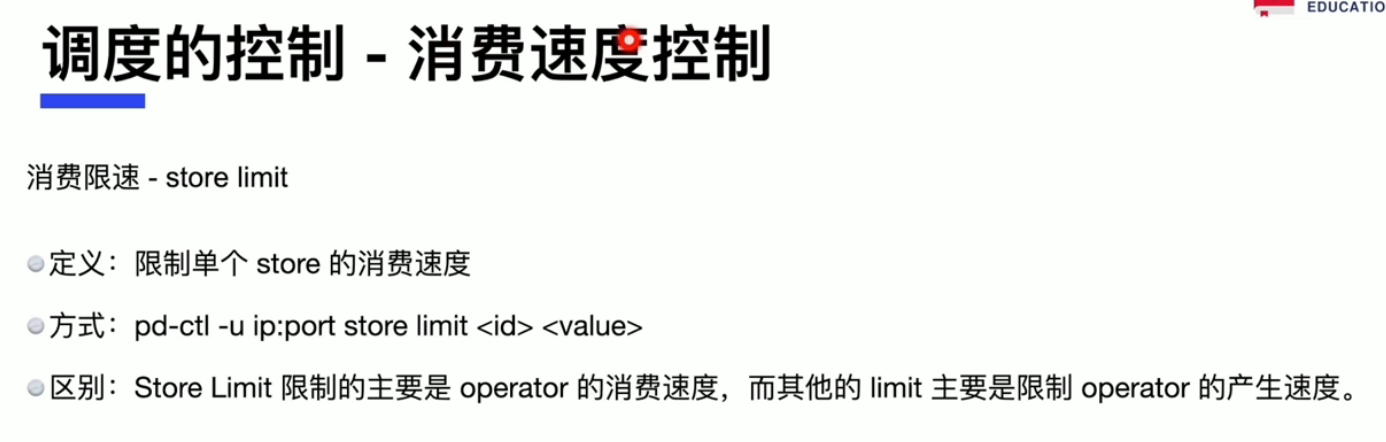 EDUCATIO
调度的控制 - 消费速度控制
消费限速 - store limit
定义：限制单个 store 的消费速度
方式：pd-ctl -u ip:port store limit <id> <value>
区别：Store Limit 限制的主要是 operator 的消费速度，而其他的 limit 主要是限制 operator 的产生速度。